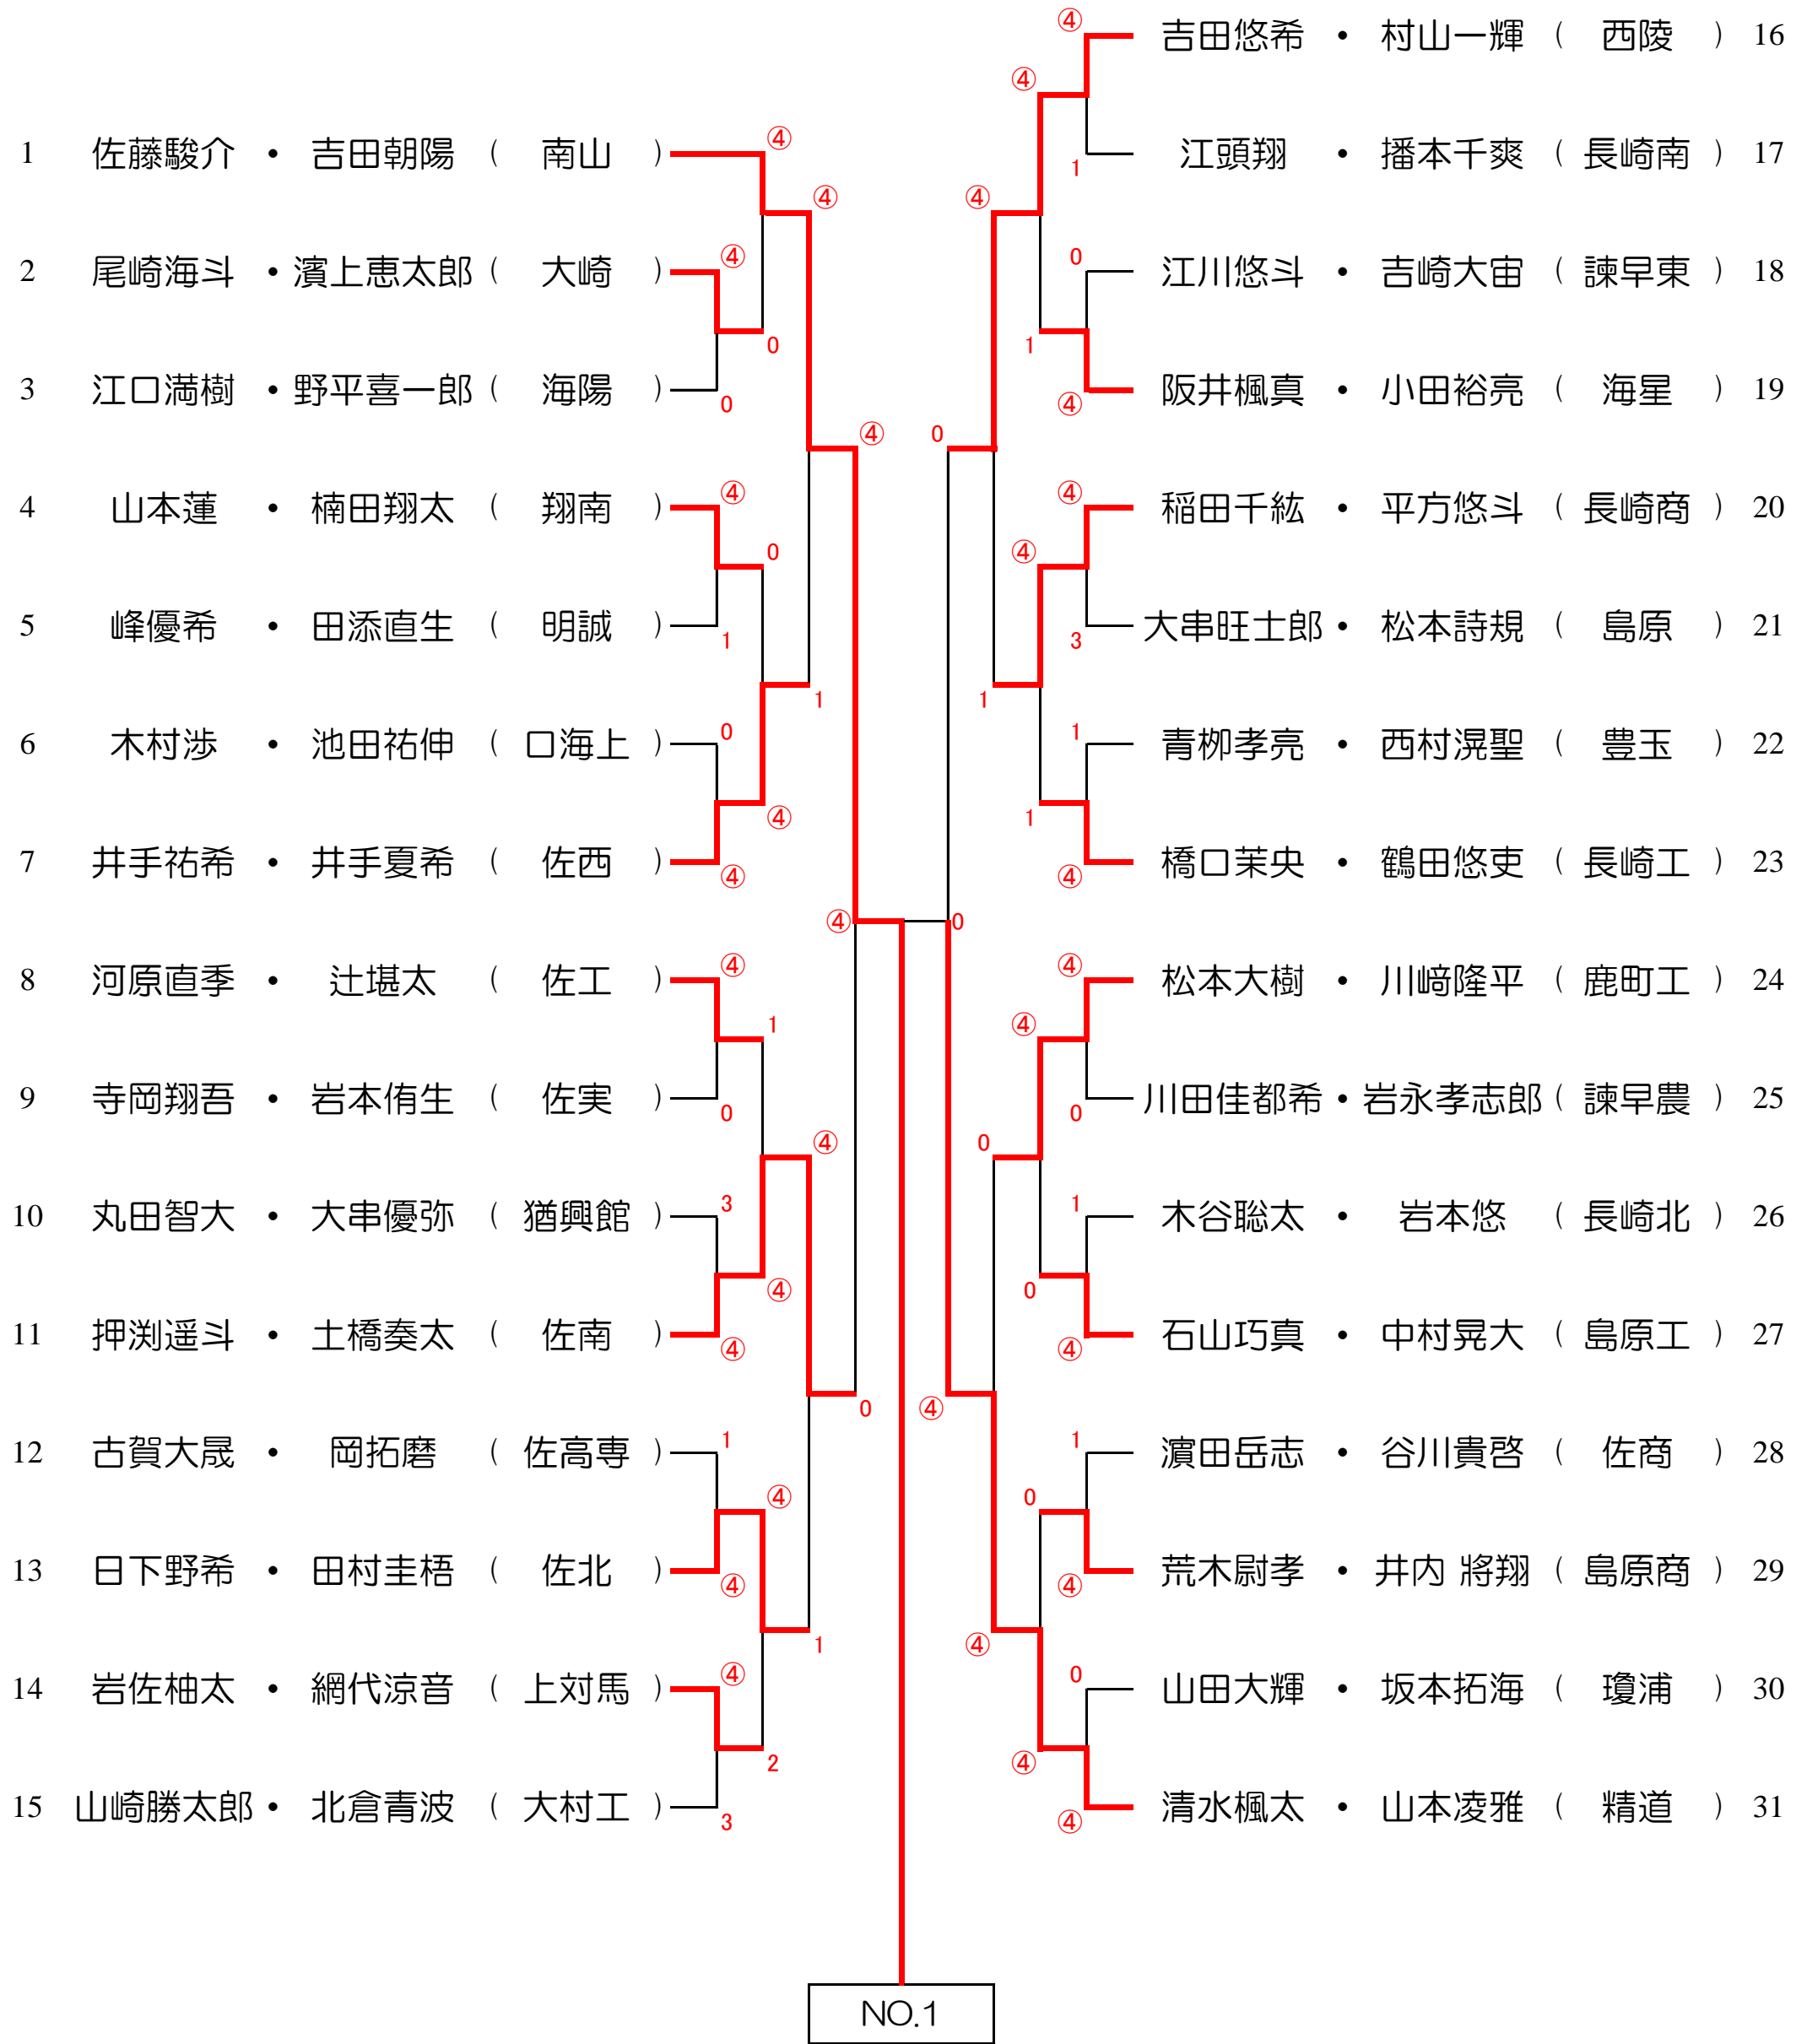 1 佐藤駿介 ・ 吉田朝陽 ( 南山 ) ④
④
2 尾崎海斗 ・ 濱上恵太郎 ( 大崎 ) ④
0
3 江口満樹 ・ 野平喜一郎 ( 海陽 ) 0
④
4 山本蓮 ・ 楠田翔太 ( 翔南 ) ④
0
5 峰優希 ・ 田添直生 ( 明誠 ) 1
1
6 木村渉 ・ 池田祐伸 ( 口海上 ) 0
④
7 井手祐希 ・ 井手夏希 ( 佐西 ) ④
④
8 河原直季 ・ 辻堪太 ( 佐工 ) ④
1
9 寺岡翔吾 ・ 岩本侑生 ( 佐実 ) 0
④
10 丸田智大 ・ 大串優弥 ( 猶興館 ) 3
④
11 押渕遥斗 ・ 土橋奏太 ( 佐南 ) ④
0
12 古賀大晟 ・ 岡拓磨 ( 佐高専 ) 1
④
13 日下野希 ・ 田村圭梧 ( 佐北 ) ④
1
14 岩佐柚太 ・ 網代涼音 ( 上対馬 ) ④
2
15 山崎勝太郎 ・ 北倉青波 ( 大村工 ) 3
④ 吉田悠希 ・ 村山一輝 ( 西陵 ) 16
④
1 江頭翔 ・ 播本千爽 ( 長崎南 ) 17
④
0 江川悠斗 ・ 吉崎大宙 ( 諫早東 ) 18
1
④ 阪井楓真 ・ 小田裕亮 ( 海星 ) 19
0
④ 稲田千紘 ・ 平方悠斗 ( 長崎商 ) 20
④
3 大串旺士郎 ・ 松本詩規 ( 島原 ) 21
1
1 青栁孝亮 ・ 西村滉聖 ( 豊玉 ) 22
1
④ 橋口茉央 ・ 鶴田悠吏 ( 長崎工 ) 23
0
④ 松本大樹 ・ 川﨑隆平 ( 鹿町工 ) 24
④
0 川田佳都希 ・ 岩永孝志郎 ( 諫早農 ) 25
0
1 木谷聡太 ・ 岩本悠 ( 長崎北 ) 26
0
④ 石山巧真 ・ 中村晃大 ( 島原工 ) 27
④
1 濵田岳志 ・ 谷川貴啓 ( 佐商 ) 28
0
④ 荒木尉孝 ・ 井内 將翔 ( 島原商 ) 29
④
0 山田大輝 ・ 坂本拓海 ( 瓊浦 ) 30
④
④ 清水楓太 ・ 山本凌雅 ( 精道 ) 31
NO.1